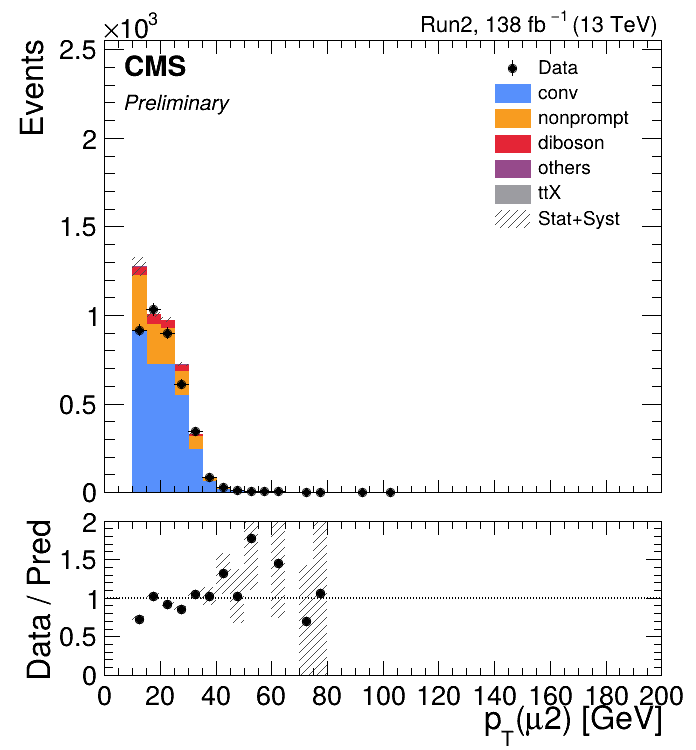 ×10³
Run2, 138 fb⁻¹ (13 TeV)
CMS
Preliminary
Events
2.5
2
1.5
1
0.5
0
Data
conv
nonprompt
diboson
others
ttX
Stat+Syst
Data / Pred
2
1.5
1
0.5
0
0 20 40 60 80 100 120 140 160 180 200
p_T(μ2) [GeV]